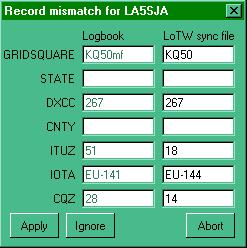 Record mismatch for LA5SJA
Logbook LoTW sync file
GRIDSQUARE KQ50mf KQ50
STATE
DXCC 267 267
CNTY
ITUZ 51 18
IOTA EU-141 EU-144
CQZ 28 14
Apply Ignore Abort